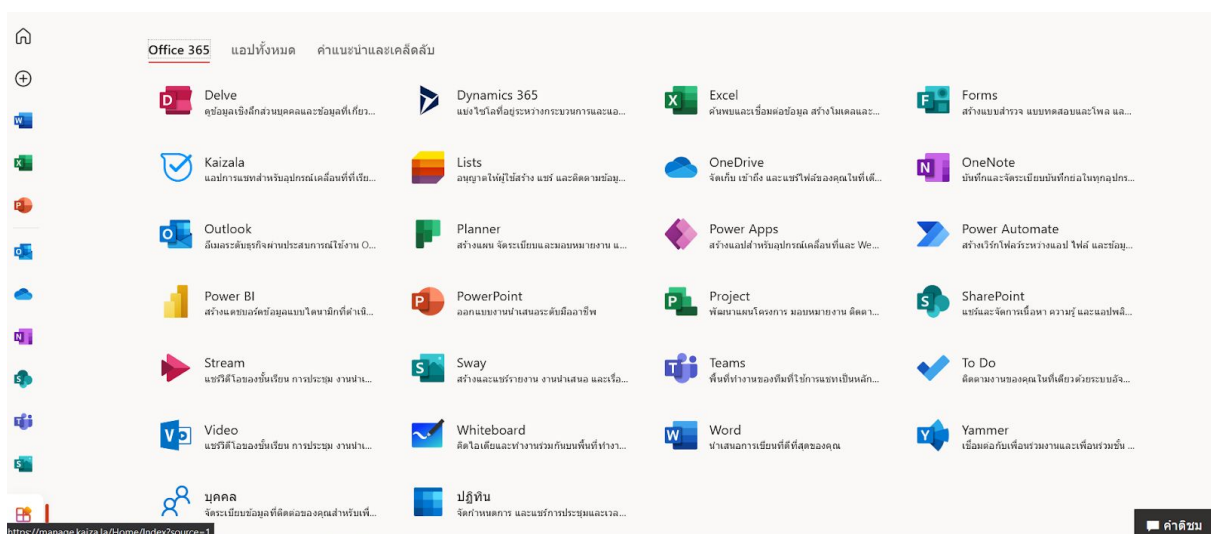 Office 365 แอปทั้งหมด คำแนะนำและเคล็ดลับ
Delve Dynamics 365 Excel Forms
ดูข้อมูลเชิงลึกส่วนบุคคลและข้อมูลที่เกี่ยว... แบ่งไซโลที่อยู่ระหว่างกระบวนการและแอ... ค้นพบและเชื่อมต่อข้อมูล สร้างโมเดลและ... สร้างแบบสำรวจ แบบทดสอบและโพล แล...
Kaizala Lists OneDrive OneNote
แอปการแชทสำหรับอุปกรณ์เคลื่อนที่ที่เรีย... อนุญาตให้ผู้ใช้สร้าง แชร์ และติดตามข้อมู... จัดเก็บ เข้าถึง และแชร์ไฟล์ของคุณในที่เดี... บันทึกและจัดระเบียบบันทึกย่อในทุกอุปกร...
Outlook Planner Power Apps Power Automate
อีเมลระดับธุรกิจผ่านประสบการณ์ใช้งาน O... สร้างแผน จัดระเบียบและมอบหมายงาน แ... สร้างแอปสำหรับอุปกรณ์เคลื่อนที่และ We... สร้างเวิร์กโฟลว์ระหว่างแอป ไฟล์ และข้อมู...
Power BI PowerPoint Project SharePoint
สร้างแดชบอร์ดข้อมูลแบบไดนามิกที่ดำเนิ... ออกแบบงานนำเสนอระดับมืออาชีพ พัฒนาแผนโครงการ มอบหมายงาน ติดตา... แชร์และจัดการเนื้อหา ความรู้ และแอปพลิ...
Stream Sway Teams To Do
แชร์วิดีโอของชั้นเรียน การประชุม งานนำเ... สร้างและแชร์รายงาน งานนำเสนอ และเรื่อ... พื้นที่ทำงานของทีมที่ใช้การแชทเป็นหลัก... ติดตามงานของคุณในที่เดียวด้วยระบบอัจ...
Video Whiteboard Word Yammer
แชร์วิดีโอของชั้นเรียน การประชุม งานนำเ... คิดไอเดียและทำงานร่วมกันบนพื้นที่ทำงา... นำเสนอการเขียนที่ดีที่สุดของคุณ เชื่อมต่อกับเพื่อนร่วมงานและเพื่อนร่วมชั้น ...
บุคคล ปฏิทิน
จัดระเบียบข้อมูลที่ติดต่อของคุณสำหรับเพื่... จัดกำหนดการ และแชร์การประชุมและเวล...
https://manage.kaiza.la/Home/Index?source=1 คำติชม